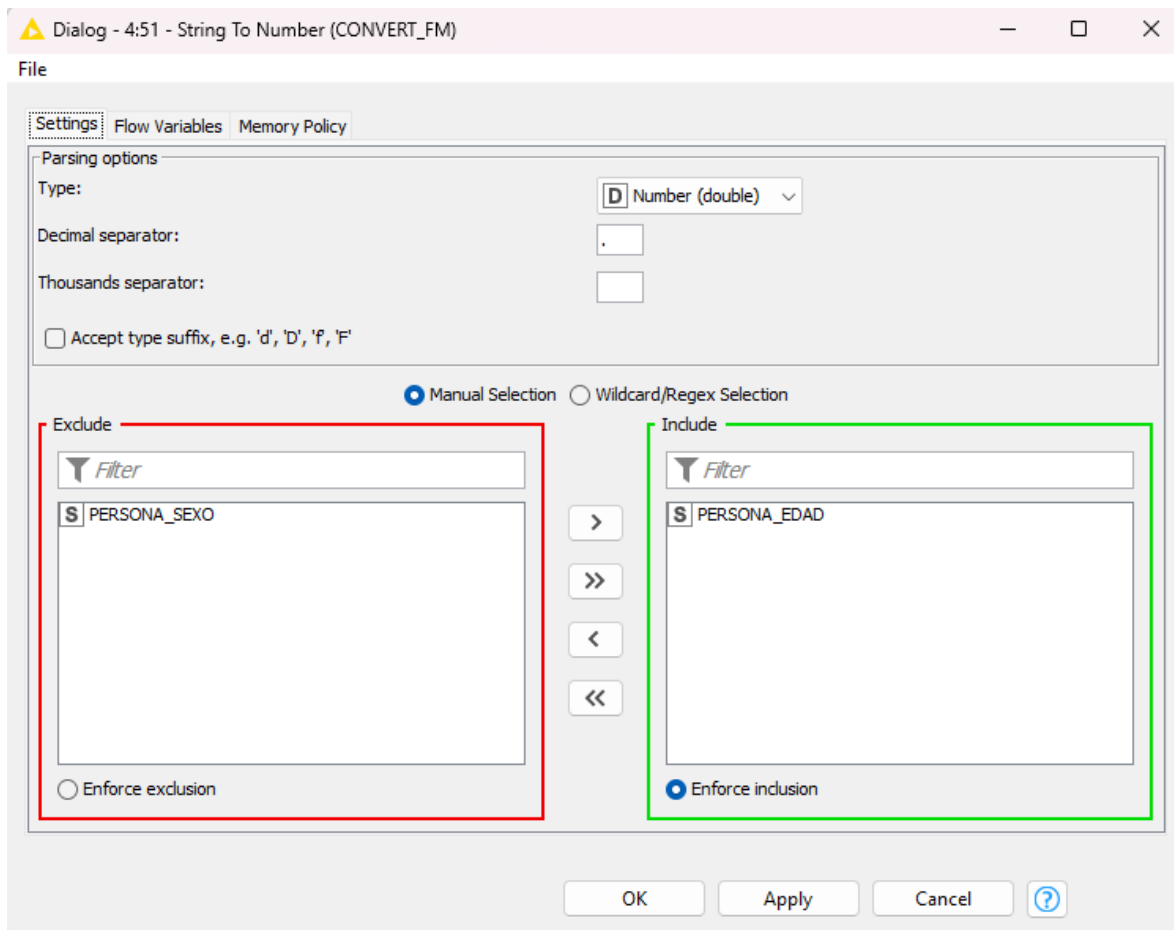 Dialog - 4:51 - String To Number (CONVERT_FM)
File
Settings Flow Variables Memory Policy
Parsing options
Type: D Number (double)
Decimal separator: .
Thousands separator:
Accept type suffix, e.g. 'd', 'D', 'f', 'F'
Manual Selection Wildcard/Regex Selection
Exclude Include
Filter Filter
S PERSONA_SEXO S PERSONA_EDAD
>
>>
<
<<
Enforce exclusion Enforce inclusion
OK Apply Cancel ?